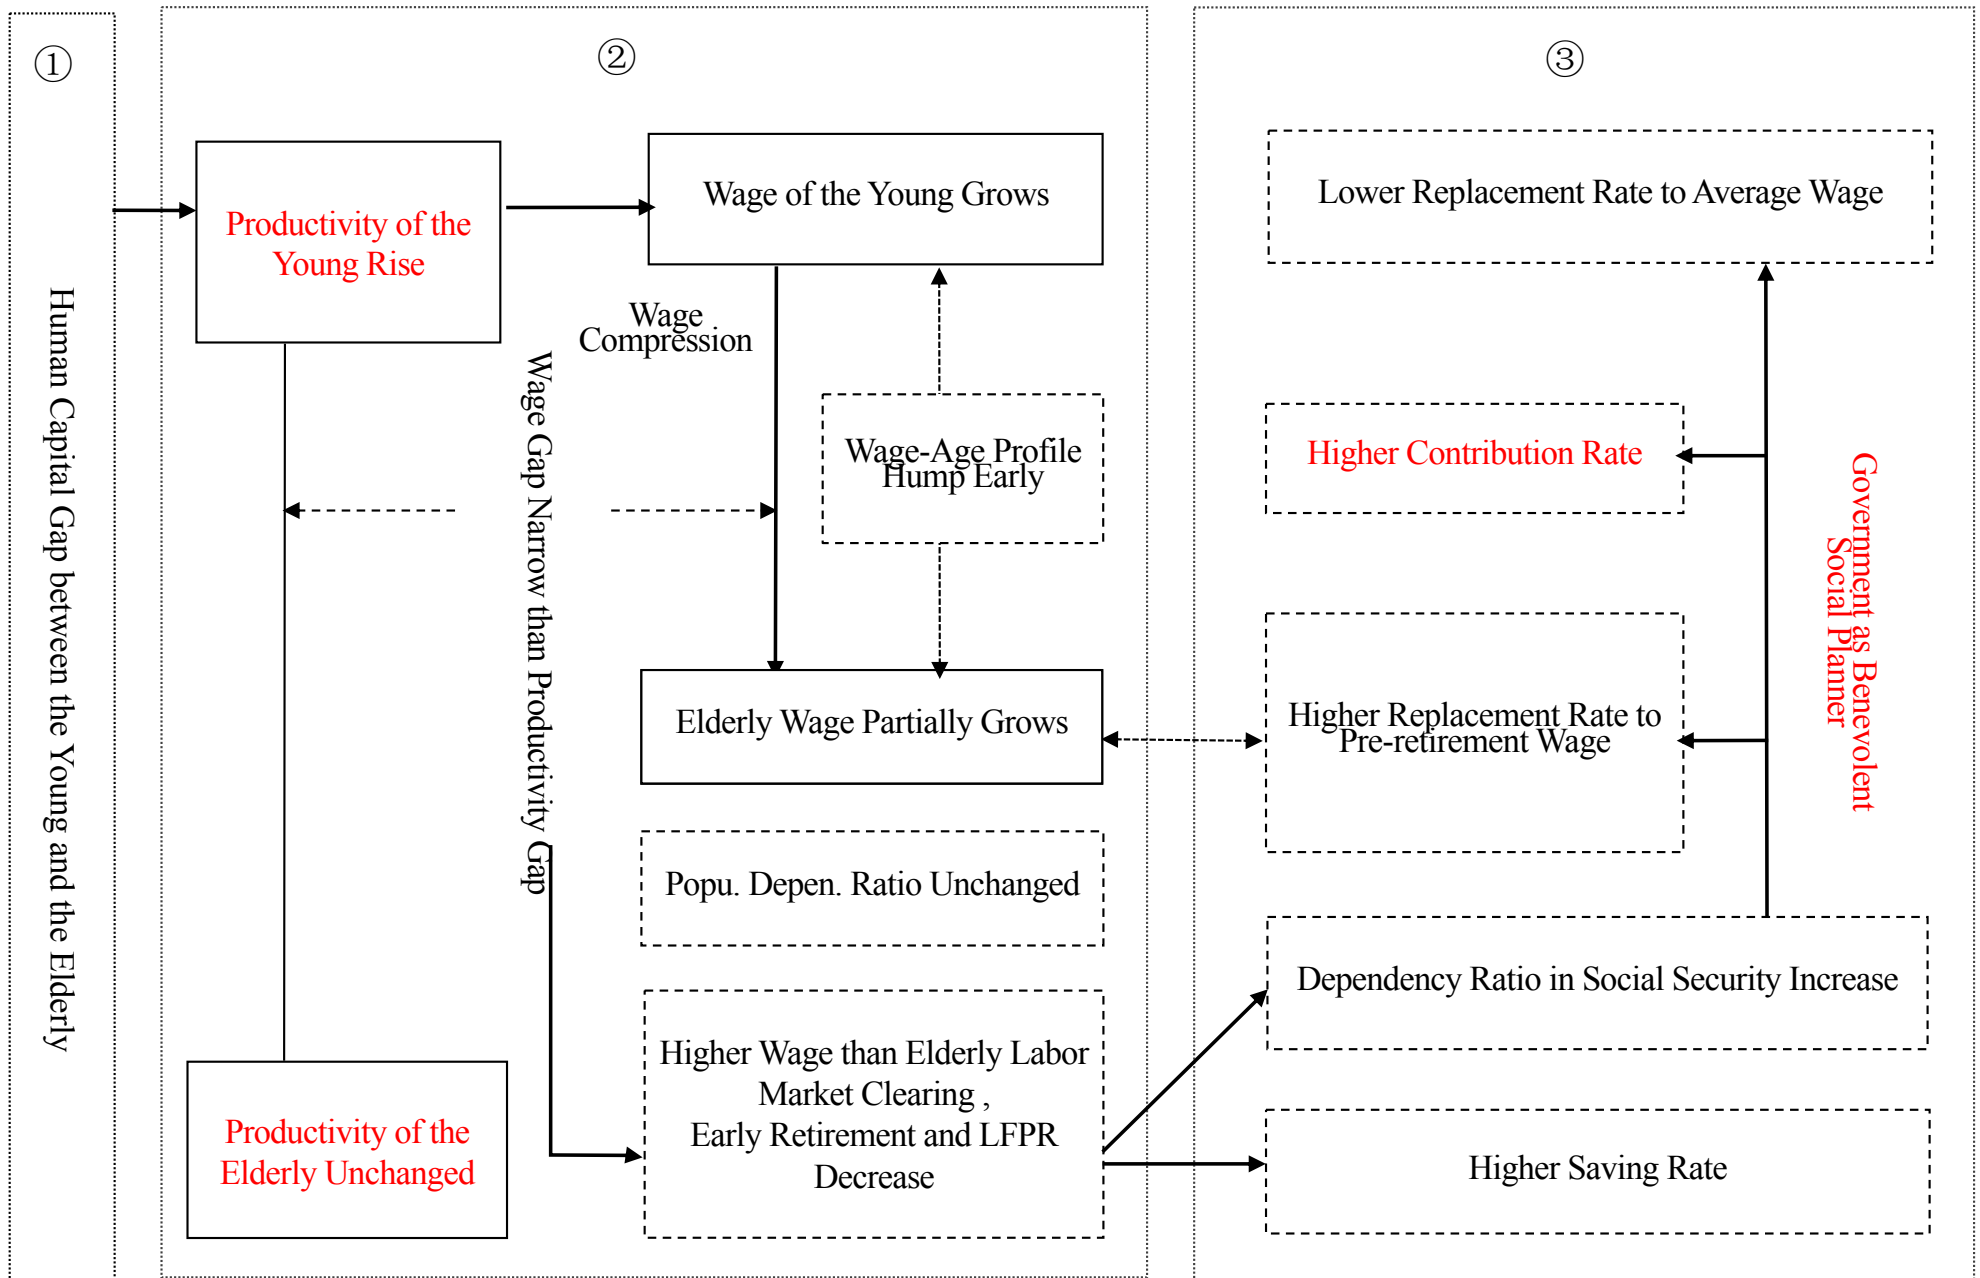 ①
Human Capital Gap between the Young and the Elderly
②
Productivity of the
Young Rise
Wage of the Young Grows
Wage
Compression
Wage Gap Narrow than Productivity Gap
Wage-Age Profile
Hump Early
Elderly Wage Partially Grows
Popu. Depen. Ratio Unchanged
Productivity of the
Elderly Unchanged
Higher Wage than Elderly Labor
Market Clearing ,
Early Retirement and LFPR
Decrease
③
Lower Replacement Rate to Average Wage
Higher Contribution Rate
Government as Benevolent
Social Planner
Higher Replacement Rate to
Pre-retirement Wage
Dependency Ratio in Social Security Increase
Higher Saving Rate